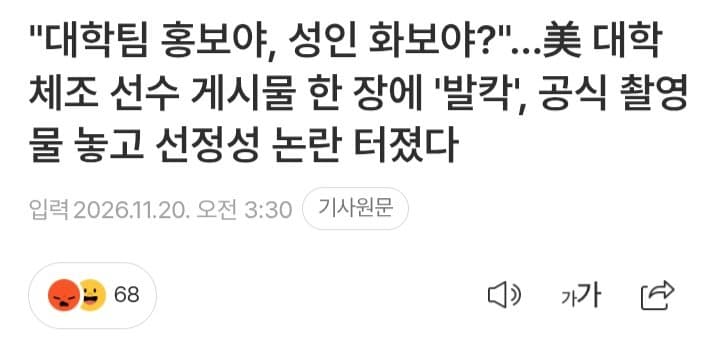 "대학팀 홍보야, 성인 화보야?"…美 대학
체조 선수 게시물 한 장에 '발칵', 공식 촬영
물 놓고 선정성 논란 터졌다
입력 2026.11.20. 오전 3:30 기사원문
68 가가